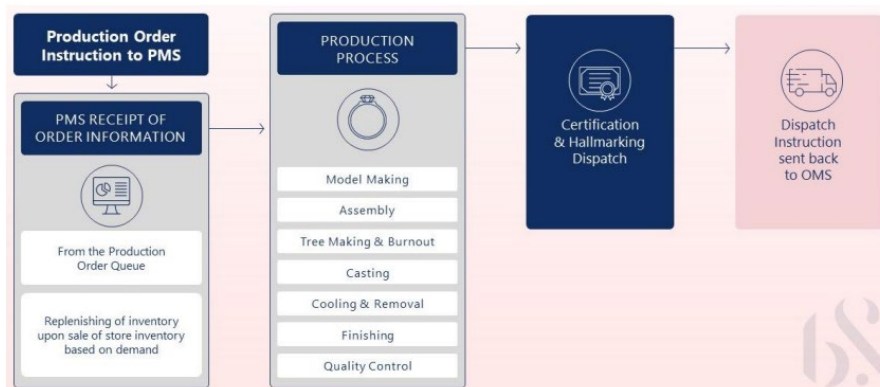 Production Order
Instruction to PMS
PMS RECEIPT OF
ORDER INFORMATION
From the Production
Order Queue
Replenishing of inventory
upon sale of store inventory
based on demand
PRODUCTION
PROCESS
Model Making
Assembly
Tree Making & Burnout
Casting
Cooling & Removal
Finishing
Quality Control
Certification
& Hallmarking
Dispatch
Dispatch
Instruction
sent back
to OMS